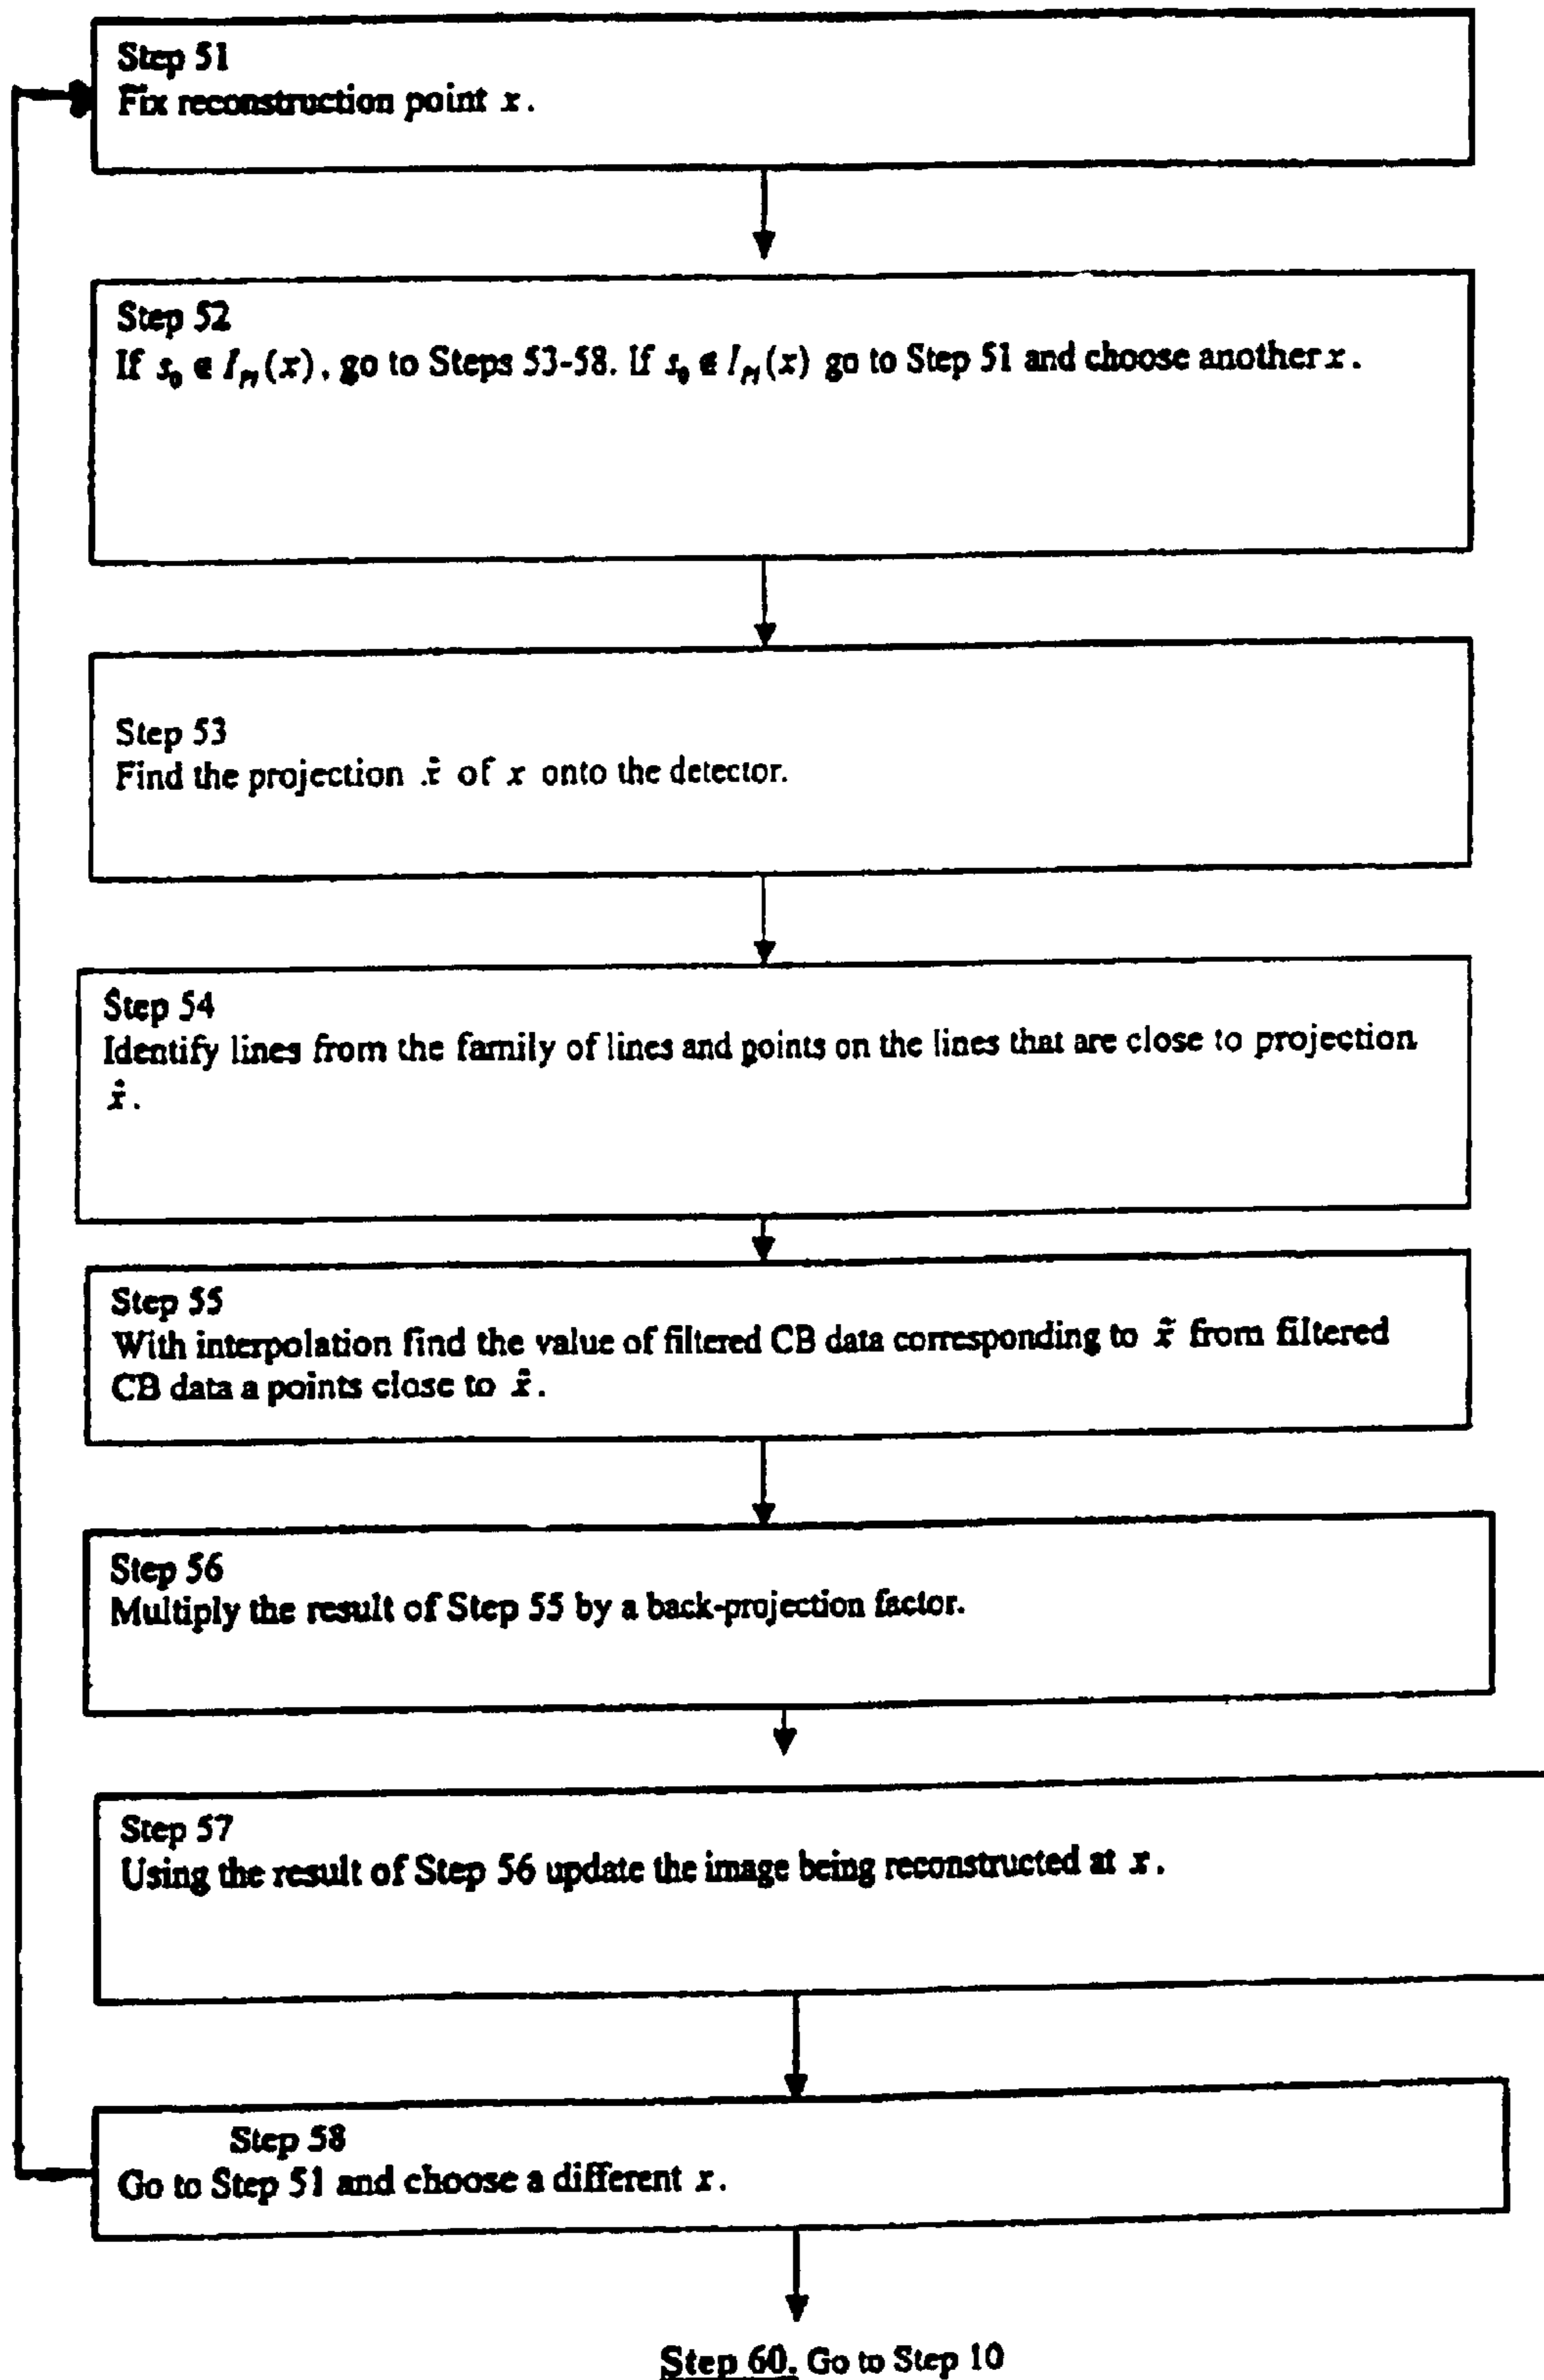 Step 51
Fix reconstruction point x.
Step 52
If s₀ ∈ I_PI(x), go to Steps 53-58. If s₀ ∉ I_PI(x) go to Step 51 and choose another x.
Step 53
Find the projection x̂ of x onto the detector.
Step 54
Identify lines from the family of lines and points on the lines that are close to projection
x̂.
Step 55
With interpolation find the value of filtered CB data corresponding to x̂ from filtered
CB data a points close to x̂.
Step 56
Multiply the result of Step 55 by a back-projection factor.
Step 57
Using the result of Step 56 update the image being reconstructed at x.
Step 58
Go to Step 51 and choose a different x.
Step 60. Go to Step 10